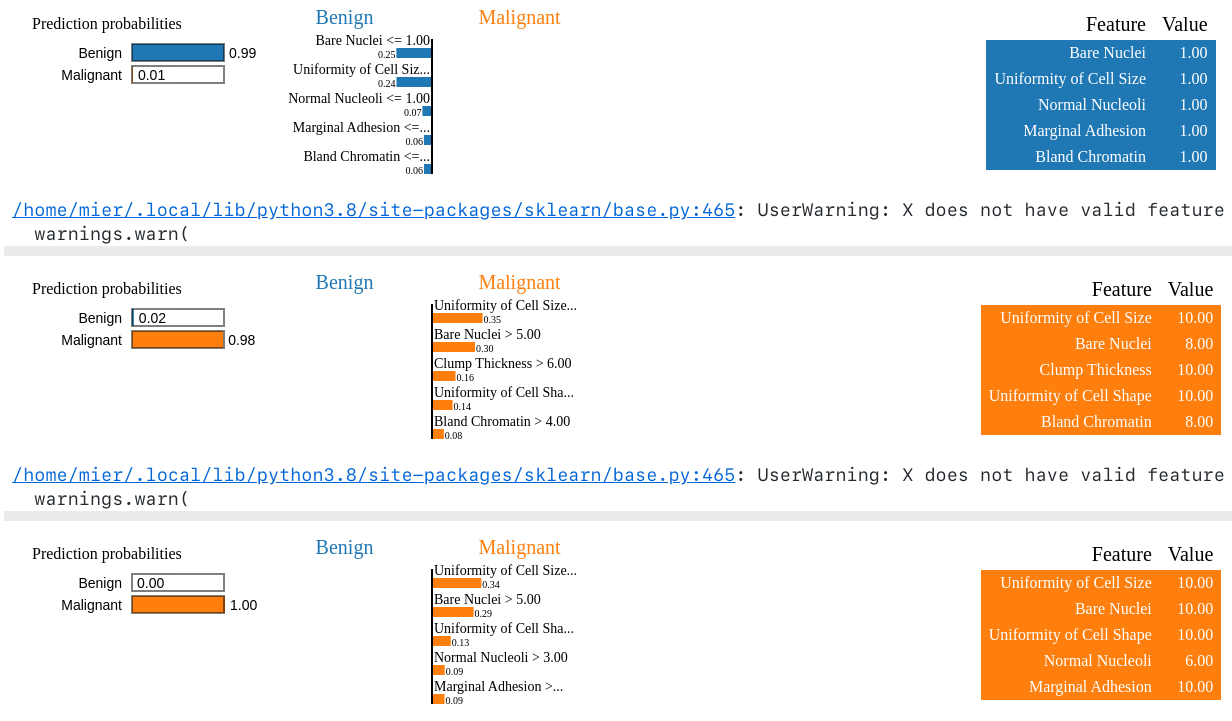 Prediction probabilities
Benign 0.99
Malignant 0.01
Benign Malignant
Bare Nuclei <= 1.00
0.25
Uniformity of Cell Siz...
0.24
Normal Nucleoli <= 1.00
0.07
Marginal Adhesion <=...
0.06
Bland Chromatin <=...
0.06
Feature Value
Bare Nuclei 1.00
Uniformity of Cell Size 1.00
Normal Nucleoli 1.00
Marginal Adhesion 1.00
Bland Chromatin 1.00
/home/mier/.local/lib/python3.8/site-packages/sklearn/base.py:465: UserWarning: X does not have valid feature
warnings.warn(
Prediction probabilities
Benign 0.02
Malignant 0.98
Benign Malignant
Uniformity of Cell Size...
0.35
Bare Nuclei > 5.00
0.30
Clump Thickness > 6.00
0.16
Uniformity of Cell Sha...
0.14
Bland Chromatin > 4.00
0.08
Feature Value
Uniformity of Cell Size 10.00
Bare Nuclei 8.00
Clump Thickness 10.00
Uniformity of Cell Shape 10.00
Bland Chromatin 8.00
/home/mier/.local/lib/python3.8/site-packages/sklearn/base.py:465: UserWarning: X does not have valid feature
warnings.warn(
Prediction probabilities
Benign 0.00
Malignant 1.00
Benign Malignant
Uniformity of Cell Size...
0.34
Bare Nuclei > 5.00
0.29
Uniformity of Cell Sha...
0.13
Normal Nucleoli > 3.00
0.09
Marginal Adhesion >...
0.09
Feature Value
Uniformity of Cell Size 10.00
Bare Nuclei 10.00
Uniformity of Cell Shape 10.00
Normal Nucleoli 6.00
Marginal Adhesion 10.00